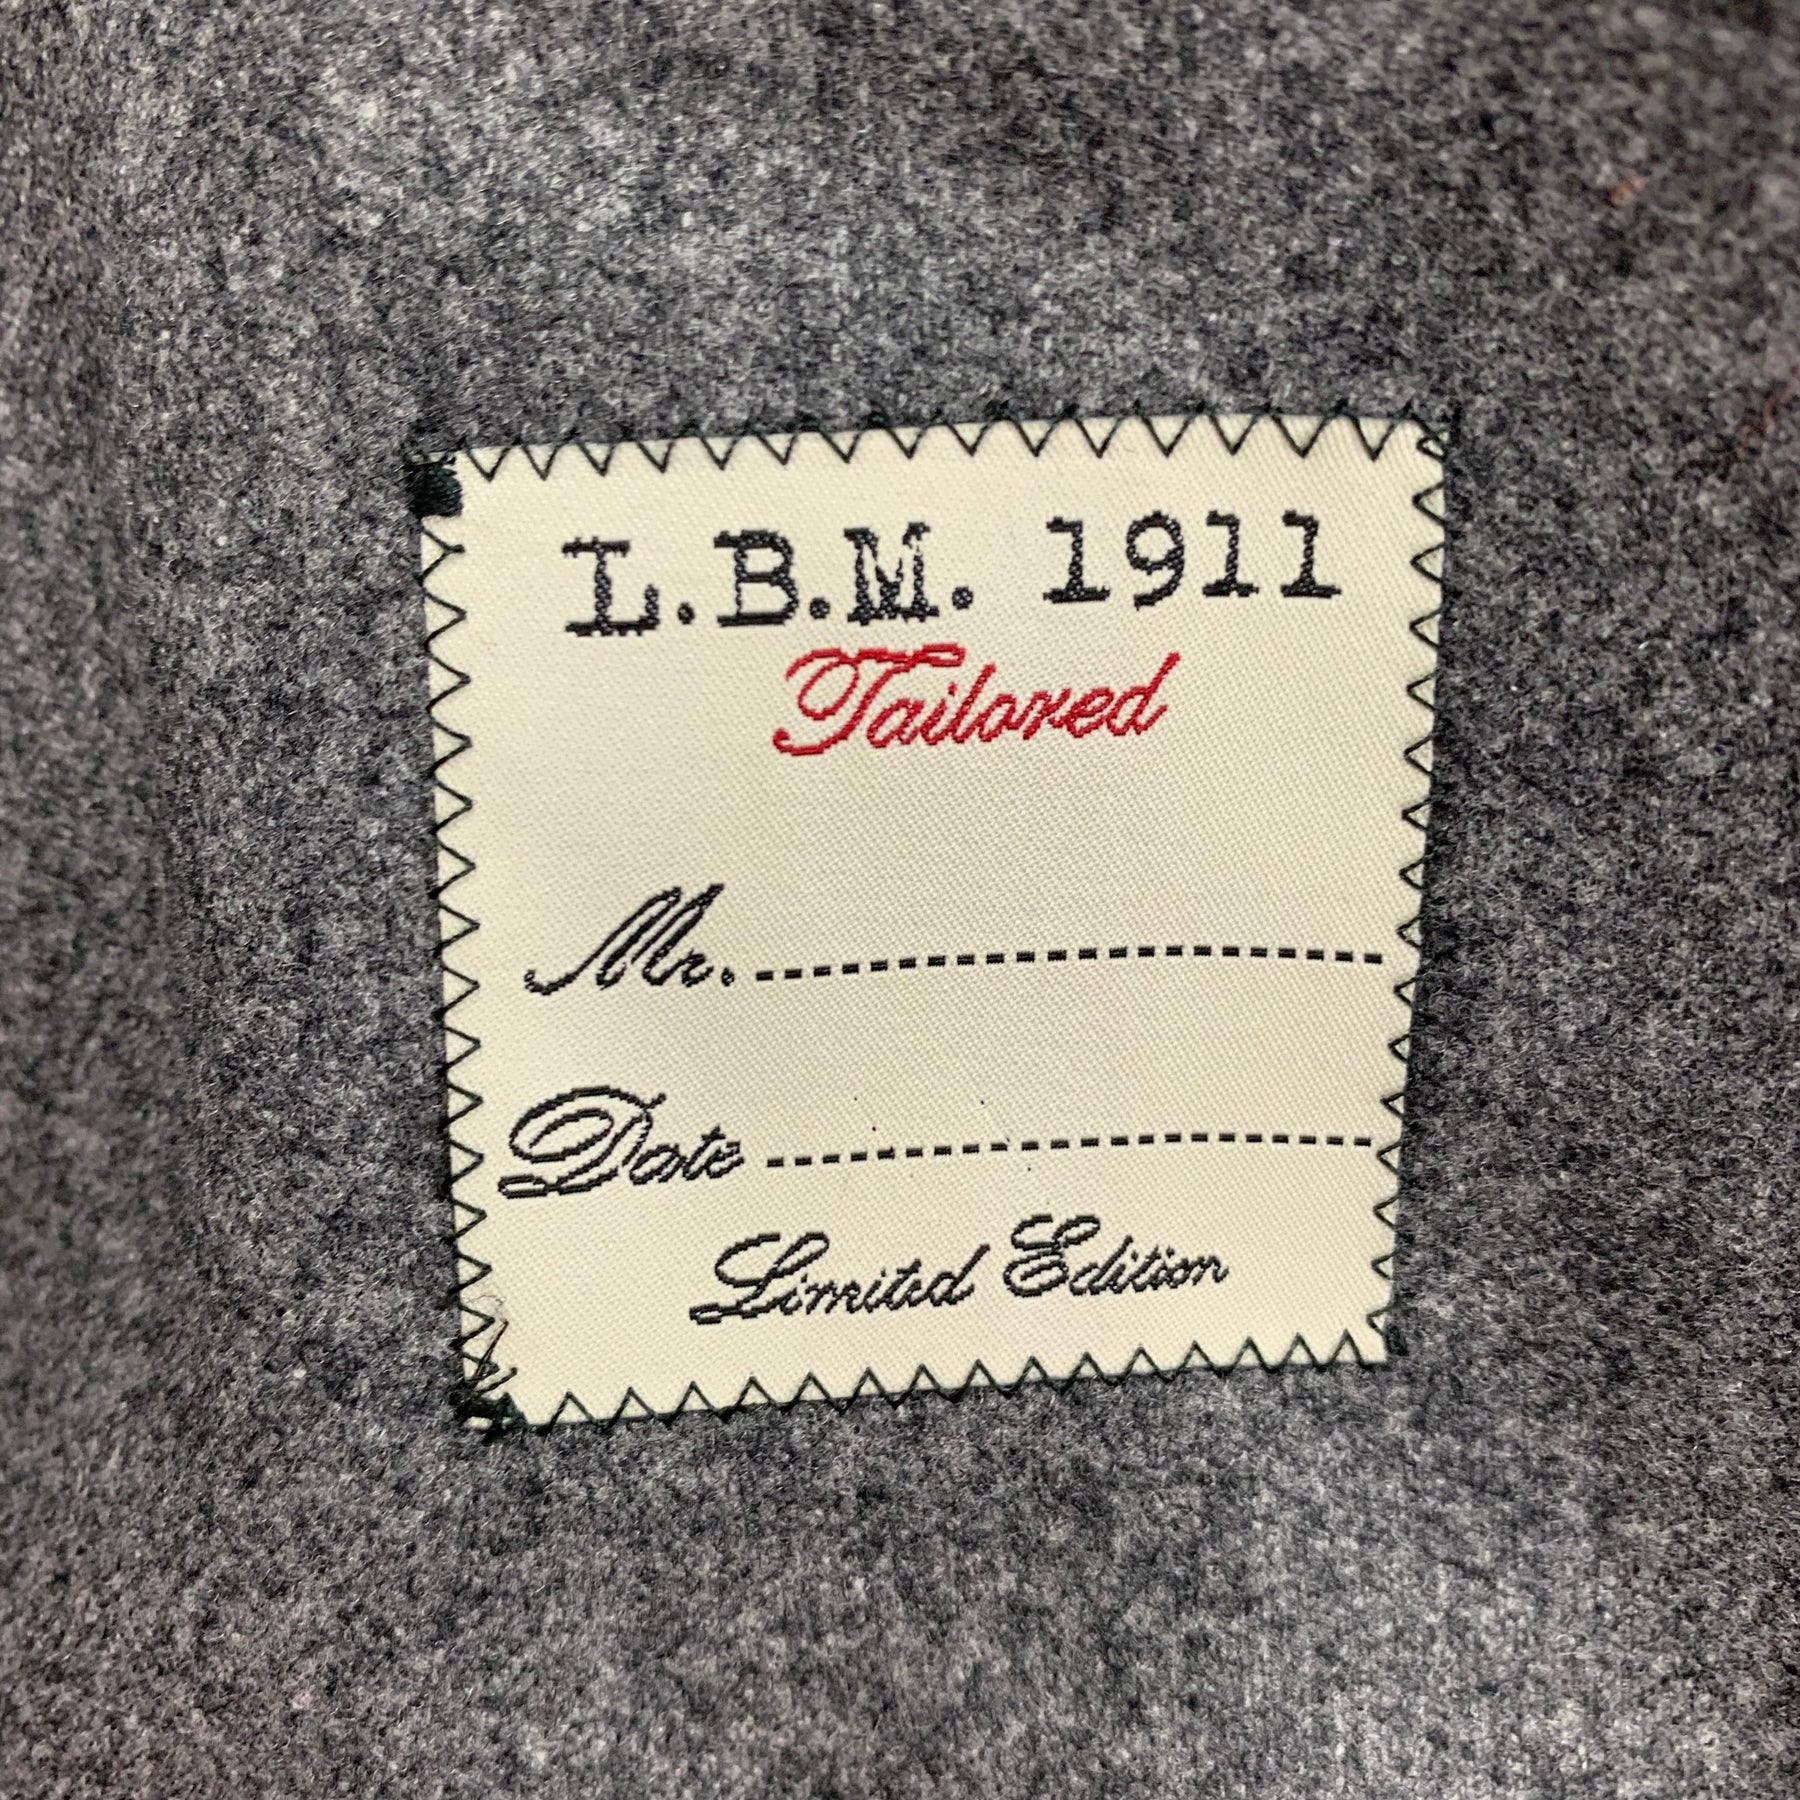 L.B.M. 1911
Tailored
Mr. ------------------------
Date ------------------------
Limited Edition